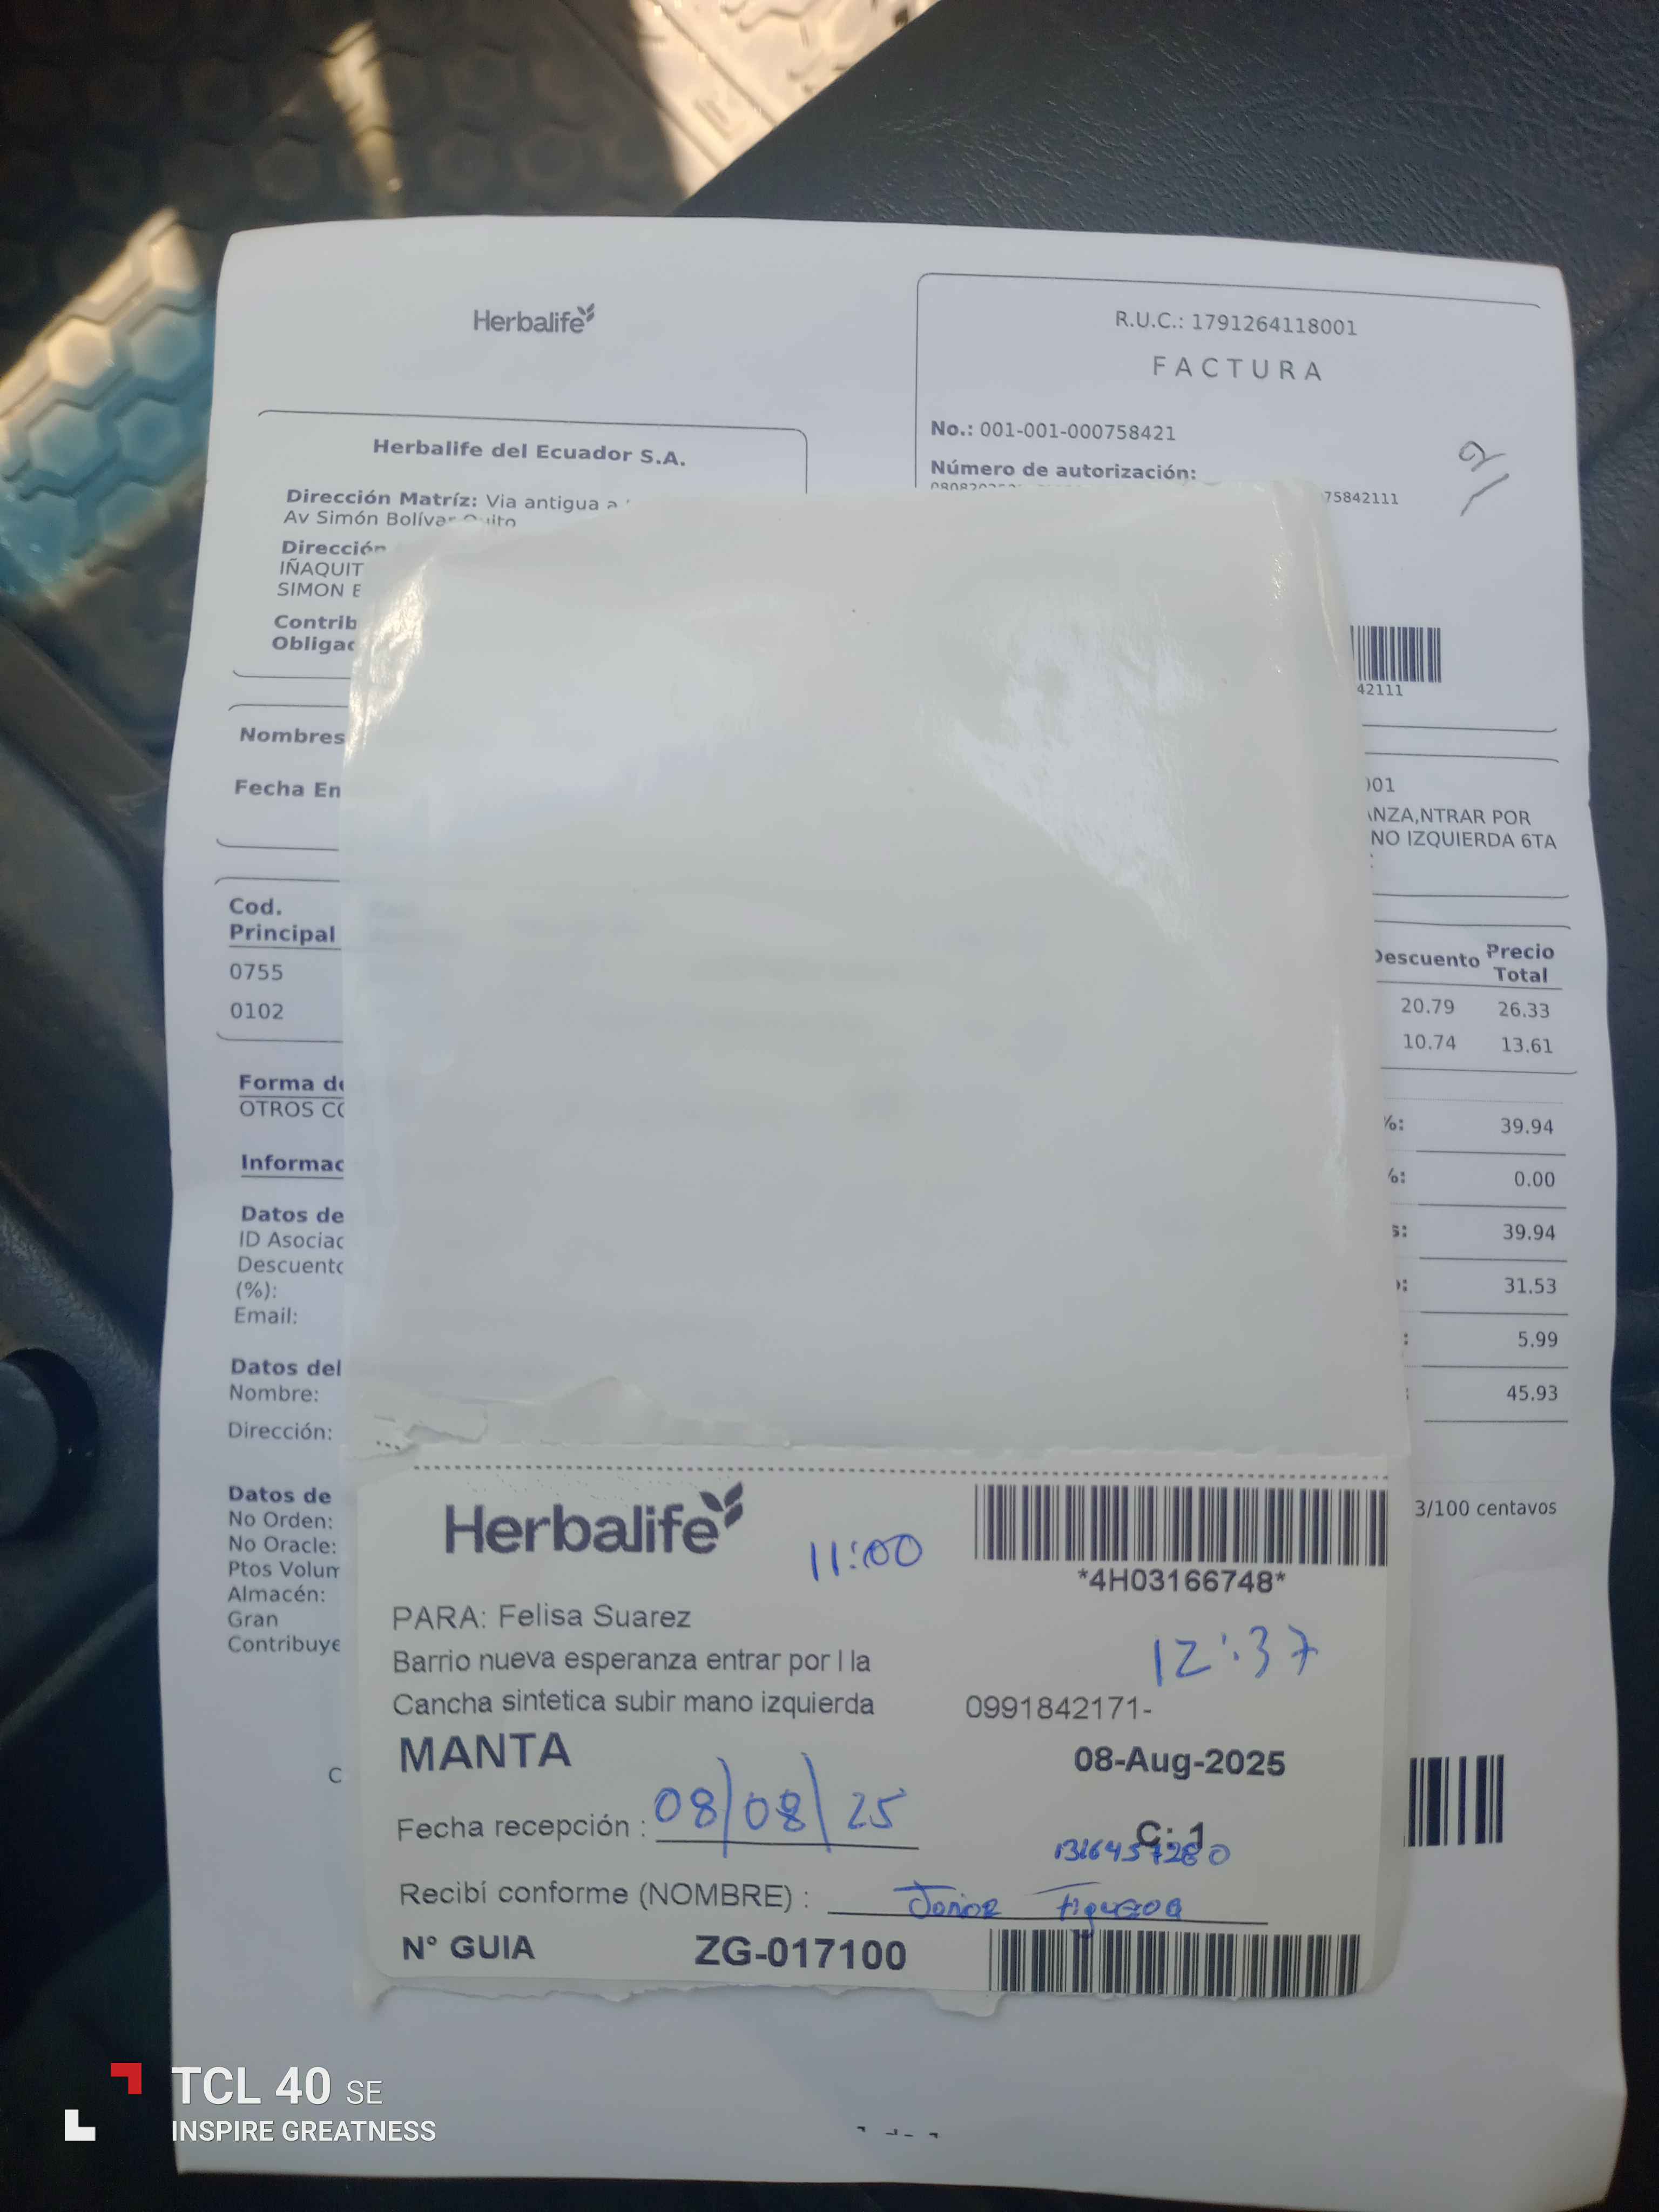 Herbalife
R.U.C.: 1791264118001
FACTURA
No.: 001-001-000758421
Número de autorización:
75842111
Herbalife del Ecuador S.A.
Dirección Matríz: Via antigua a
Av Simón Bolívar Quito
Dirección
IÑAQUIT
SIMON
Contrib
Obligac
42111
Nombres
Fecha En
001
ANZA,NTRAR POR
NO IZQUIERDA 6TA
Cod.
Principal
Descuento Precio
Total
0755 20.79 26.33
0102 10.74 13.61
Forma de
OTROS CO
%: 39.94
Informac
%: 0.00
Datos de
s: 39.94
ID Asociac
Descuento
(%):
31.53
Email:
: 5.99
Datos del
Nombre:
: 45.93
Dirección:
Datos de
No Orden:
3/100 centavos
No Oracle:
Ptos Volum
Almacén:
Gran
Contribuye
C
Herbalife
11:00
*4H03166748*
PARA: Felisa Suarez
12:37
Barrio nueva esperanza entrar por l la
Cancha sintetica subir mano izquierda 0991842171-
MANTA
08-Aug-2025
Fecha recepción : 08/08/25
C: 1
Recibí conforme (NOMBRE) : Figueroa
N° GUIA ZG-017100
TCL 40 SE
INSPIRE GREATNESS